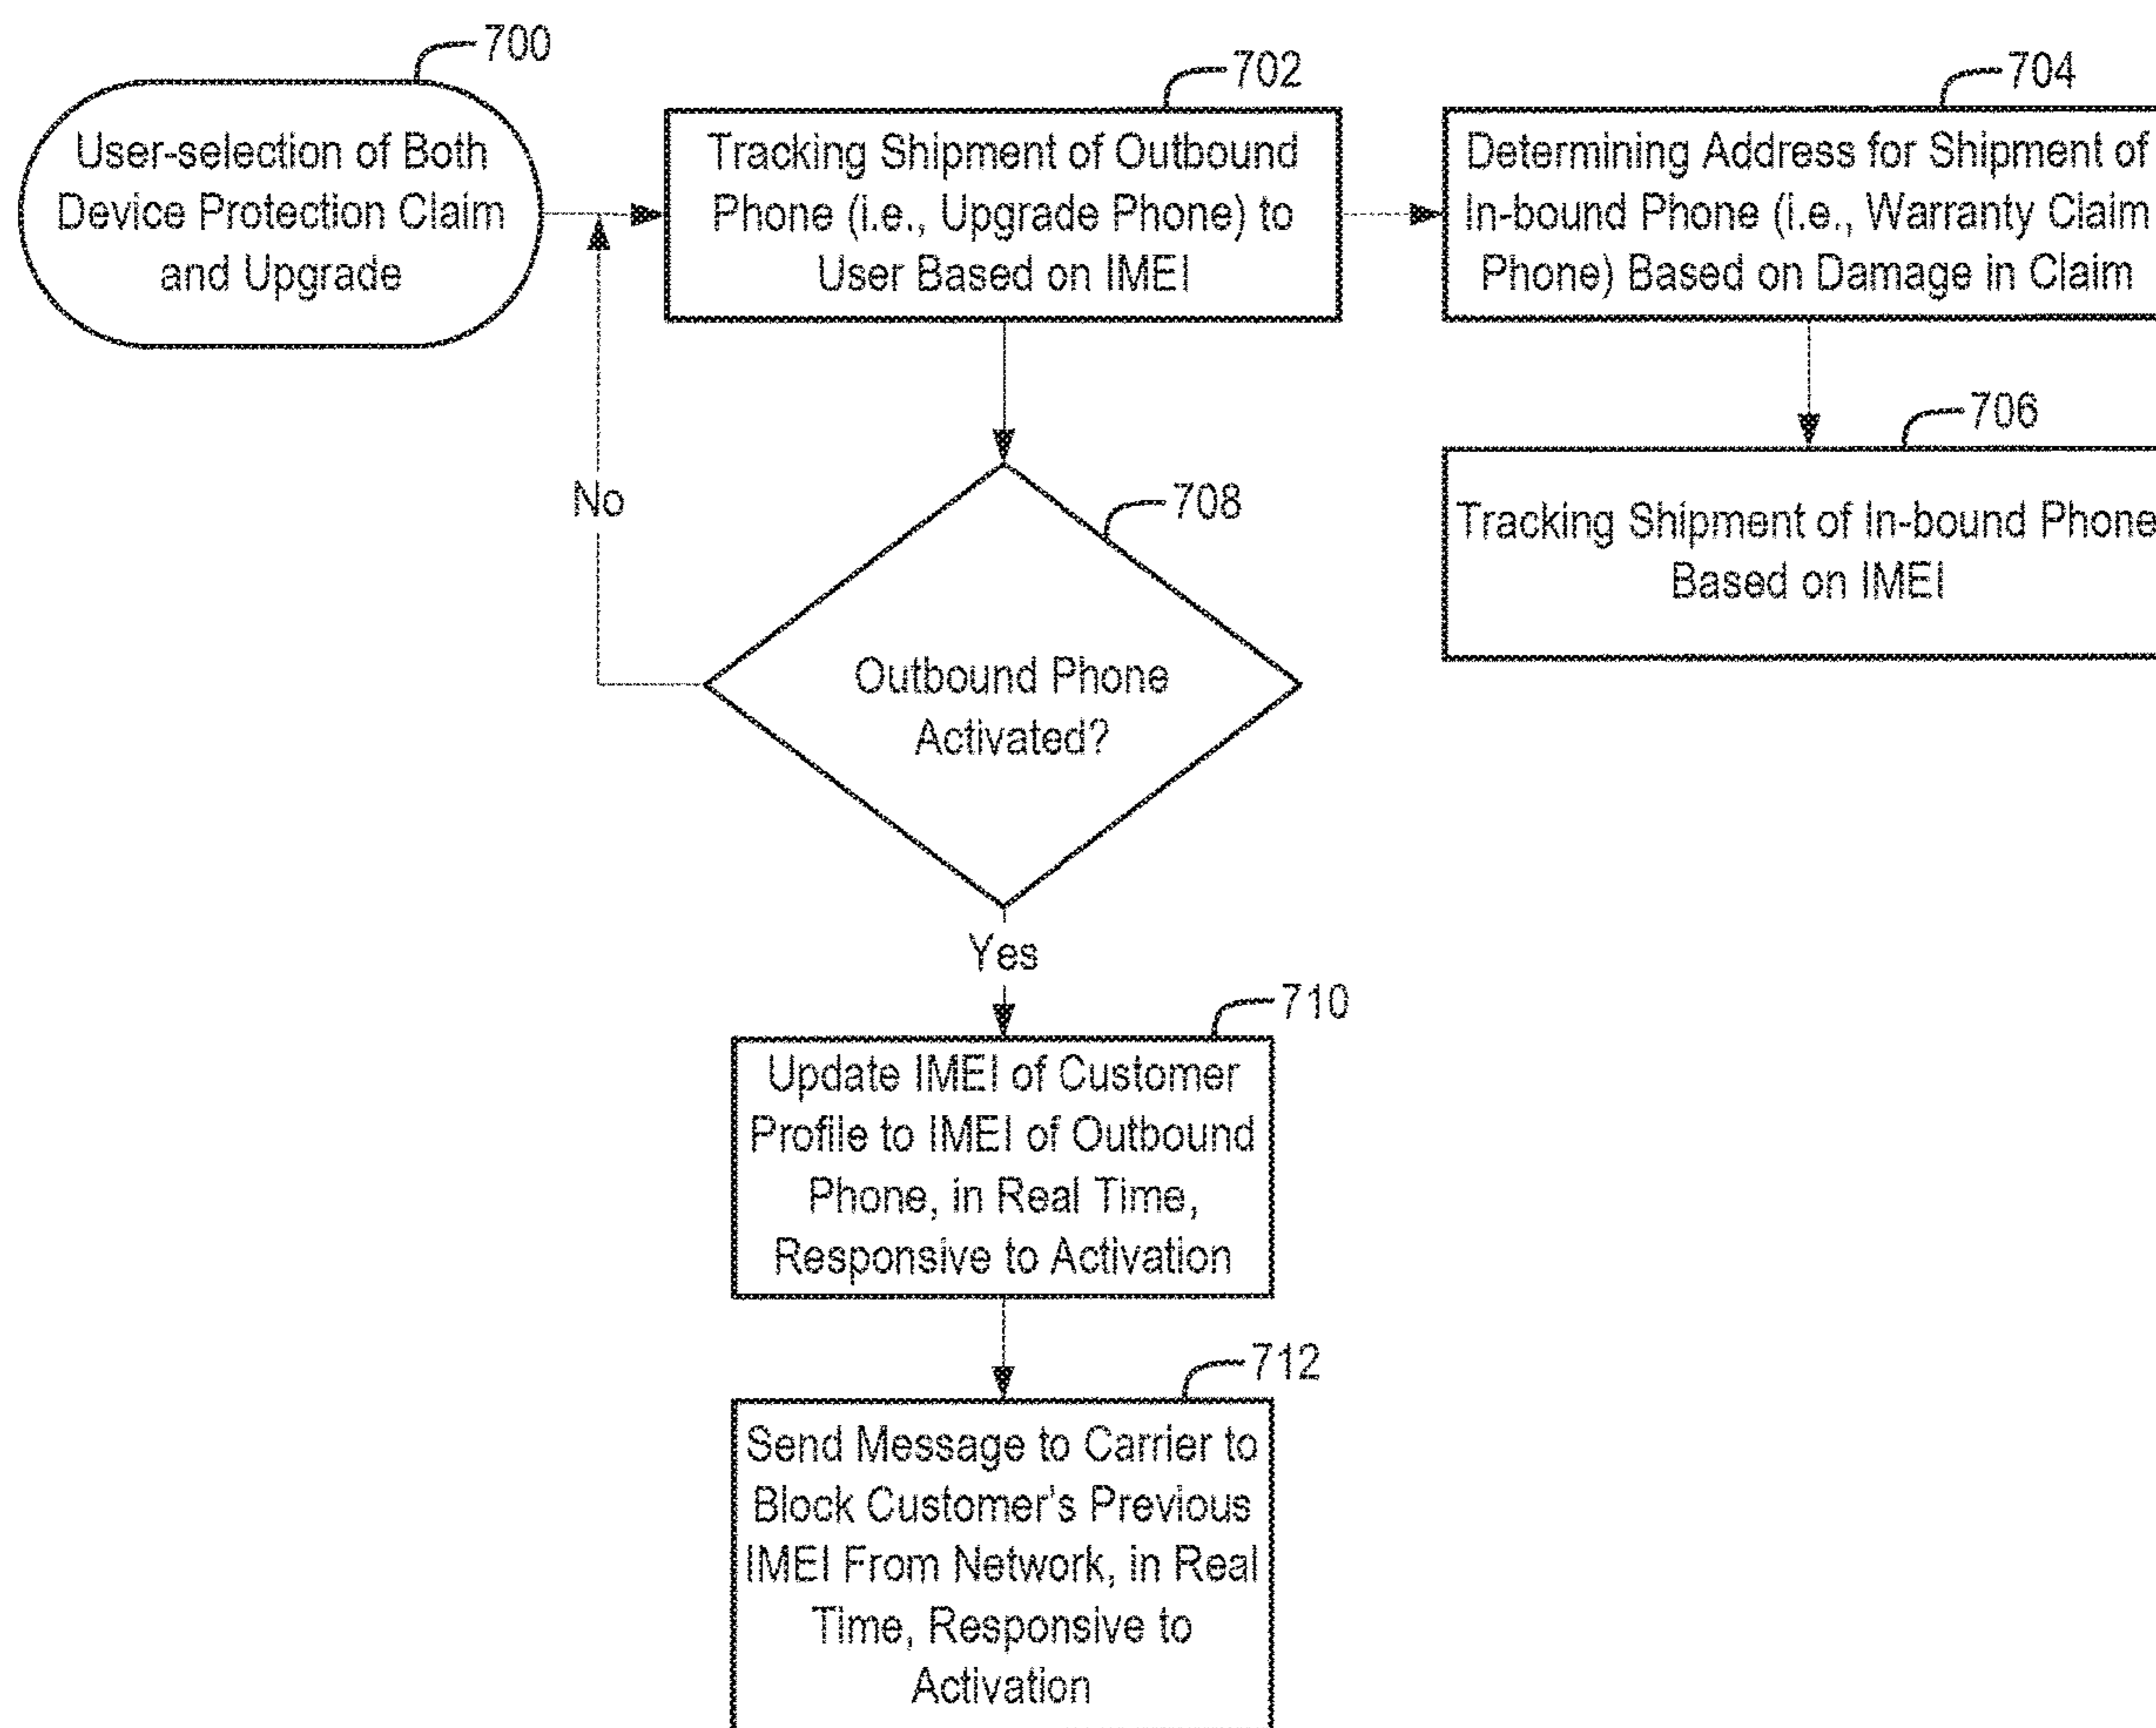 700
User-selection of Both
Device Protection Claim
and Upgrade
702
Tracking Shipment of Outbound
Phone (i.e., Upgrade Phone) to
User Based on IMEI
704
Determining Address for Shipment of
In-bound Phone (i.e., Warranty Claim
Phone) Based on Damage in Claim
706
Tracking Shipment of In-bound Phone
Based on IMEI
No
708
Outbound Phone
Activated?
Yes
710
Update IMEI of Customer
Profile to IMEI of Outbound
Phone, in Real Time,
Responsive to Activation
712
Send Message to Carrier to
Block Customer's Previous
IMEI From Network, in Real
Time, Responsive to
Activation